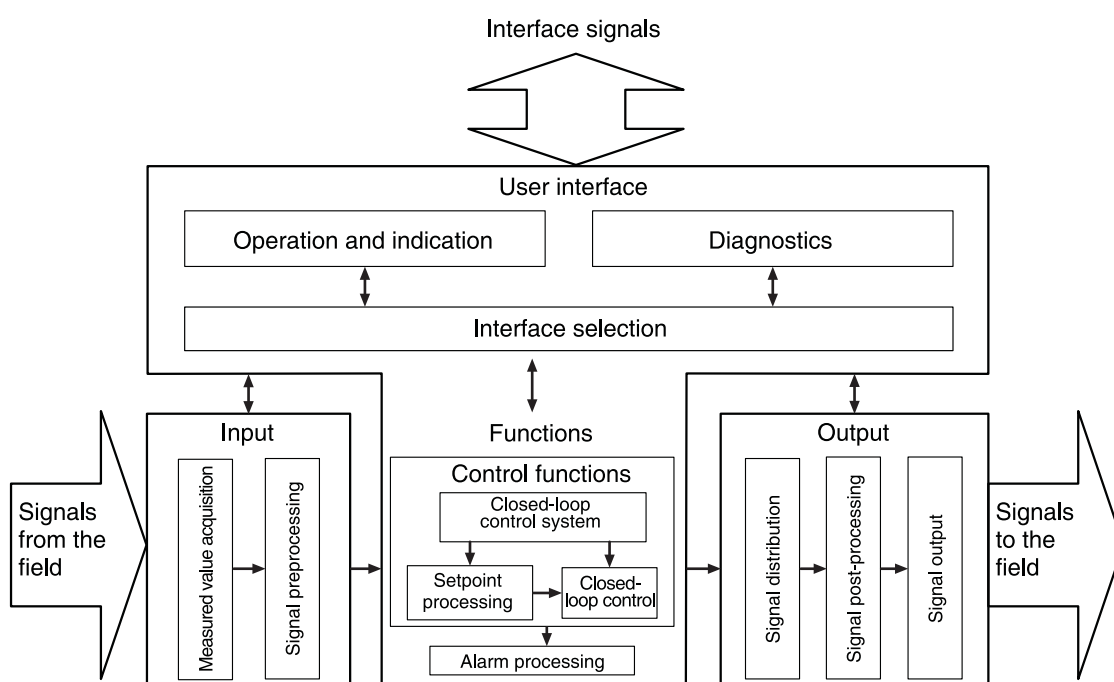 Interface signals
User interface
Operation and indication
Diagnostics
Interface selection
Input
Functions
Output
Signals
from the
field
Measured value acquisition
Signal preprocessing
Control functions
Closed-loop
control system
Setpoint
processing
Closed-
loop control
Alarm processing
Signal distribution
Signal post-processing
Signal output
Signals
to the
field